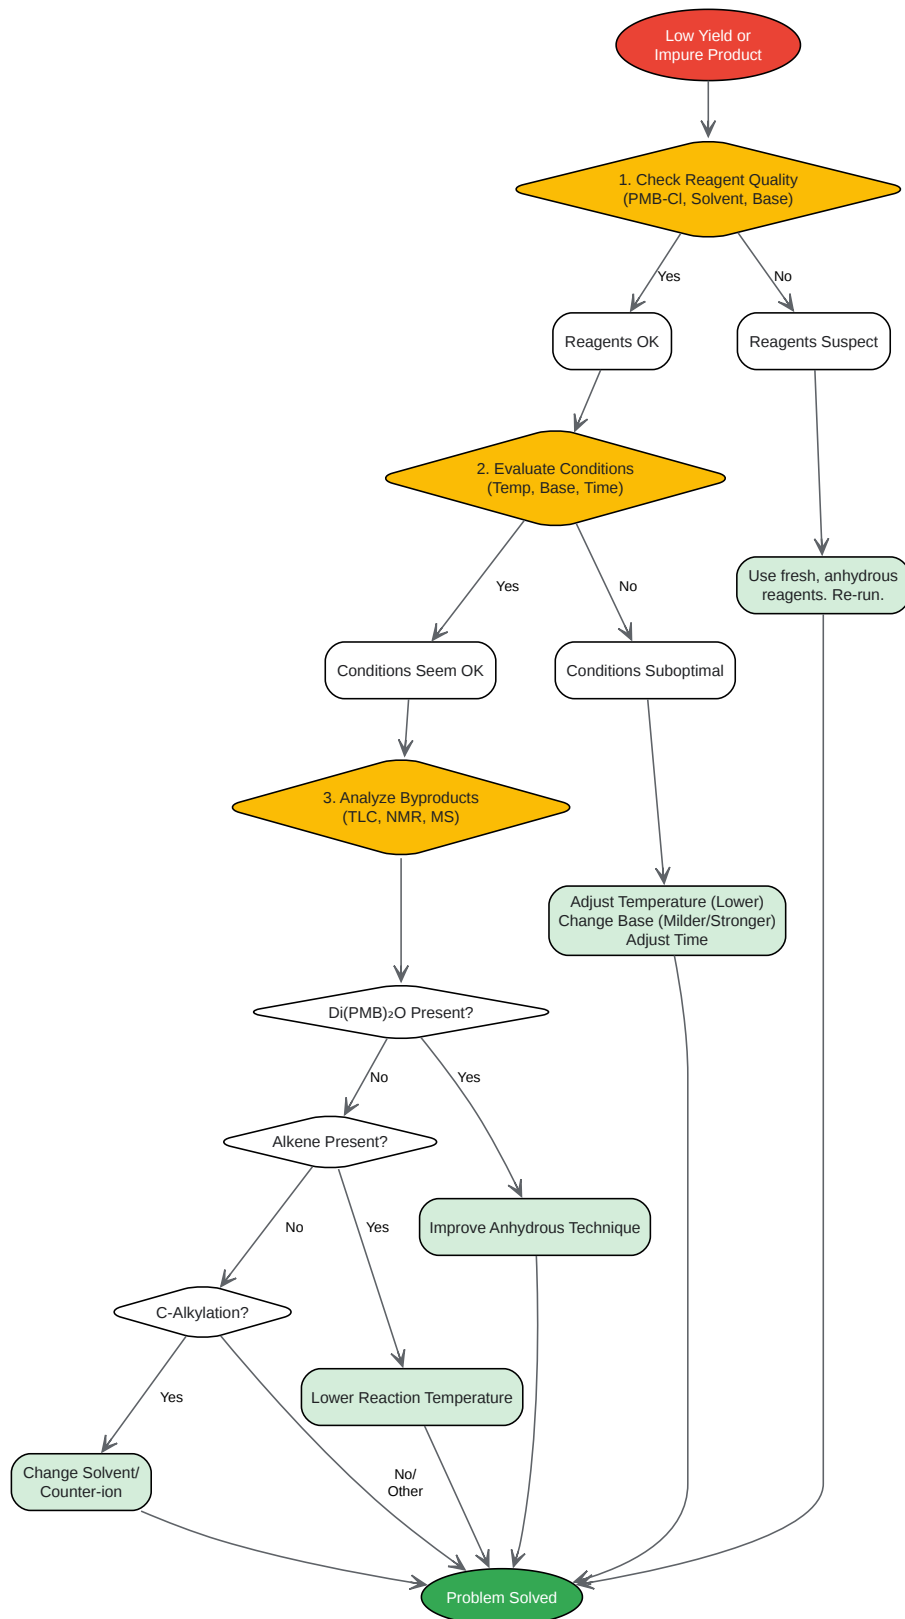 Low Yield or
Impure Product
1. Check Reagent Quality
(PMB-Cl, Solvent, Base)
Yes
No
Reagents OK
Reagents Suspect
2. Evaluate Conditions
(Temp, Base, Time)
Use fresh, anhydrous
reagents. Re-run.
Yes
No
Conditions Seem OK
Conditions Suboptimal
3. Analyze Byproducts
(TLC, NMR, MS)
Adjust Temperature (Lower)
Change Base (Milder/Stronger)
Adjust Time
Di(PMB)₂O Present?
No
Yes
Alkene Present?
Improve Anhydrous Technique
No
Yes
C-Alkylation?
Lower Reaction Temperature
Yes
No/
Other
Change Solvent/
Counter-ion
Problem Solved